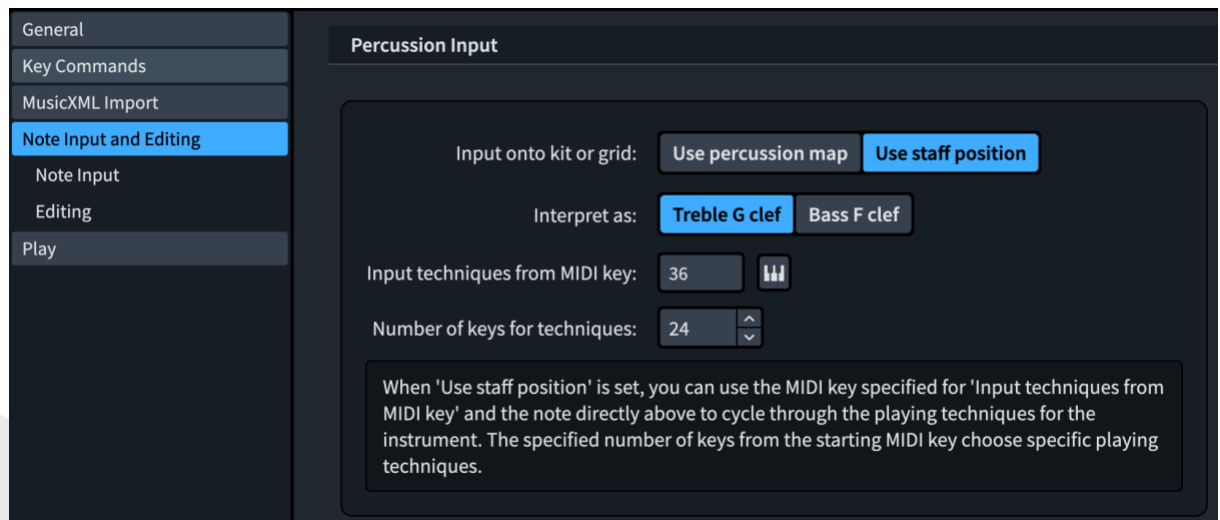 General
Key Commands
MusicXML Import
Note Input and Editing
Note Input
Editing
Play
Percussion Input
Input onto kit or grid: Use percussion map Use staff position
Interpret as: Treble G clef Bass F clef
Input techniques from MIDI key: 36
Number of keys for techniques: 24
When 'Use staff position' is set, you can use the MIDI key specified for 'Input techniques from
MIDI key' and the note directly above to cycle through the playing techniques for the
instrument. The specified number of keys from the starting MIDI key choose specific playing
techniques.